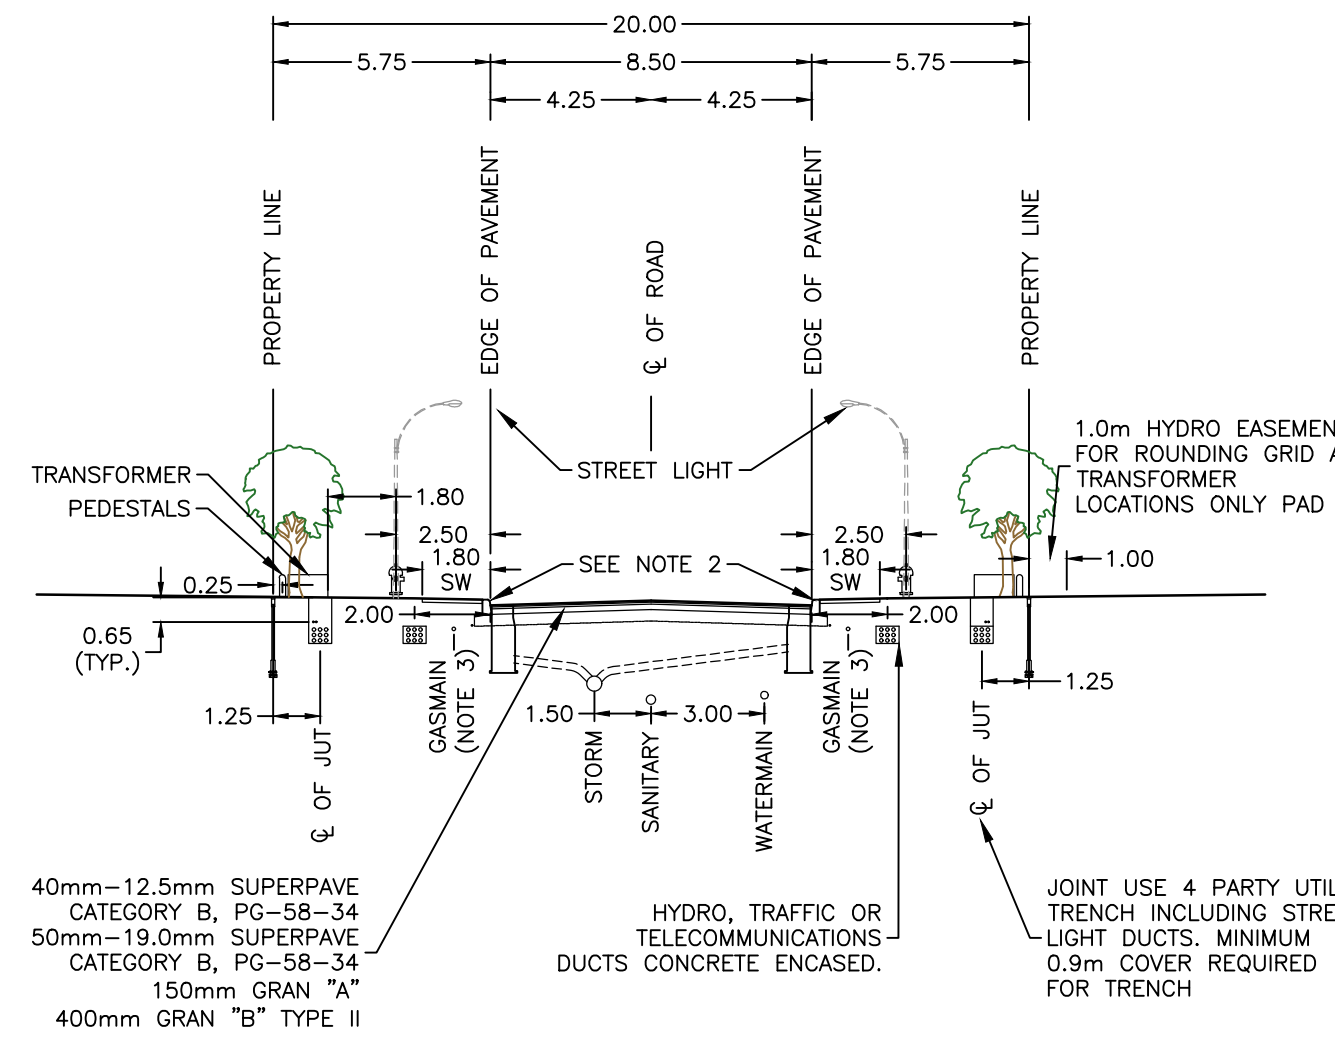 20.00
5.75
8.50
5.75
4.25
4.25
PROPERTY LINE
EDGE OF PAVEMENT
℄ OF ROAD
EDGE OF PAVEMENT
PROPERTY LINE
TRANSFORMER
PEDESTALS
1.80
2.50
1.80
SW
STREET LIGHT
SEE NOTE 2
2.50
1.80
SW
1.0m HYDRO EASEMEN
FOR ROUNDING GRID A
TRANSFORMER
LOCATIONS ONLY PAD
1.00
0.25
2.00
2.00
0.65
(TYP.)
1.25
1.25
GASMAIN
(NOTE 3)
1.50
3.00
STORM
SANITARY
WATERMAIN
GASMAIN
(NOTE 3)
℄ OF JUT
℄ OF JUT
40mm–12.5mm SUPERPAVE
CATEGORY B, PG–58–34
50mm–19.0mm SUPERPAVE
CATEGORY B, PG–58–34
150mm GRAN "A"
400mm GRAN "B" TYPE II
HYDRO, TRAFFIC OR
TELECOMMUNICATIONS
DUCTS CONCRETE ENCASED.
JOINT USE 4 PARTY UTIL
TRENCH INCLUDING STRE
LIGHT DUCTS. MINIMUM
0.9m COVER REQUIRED
FOR TRENCH